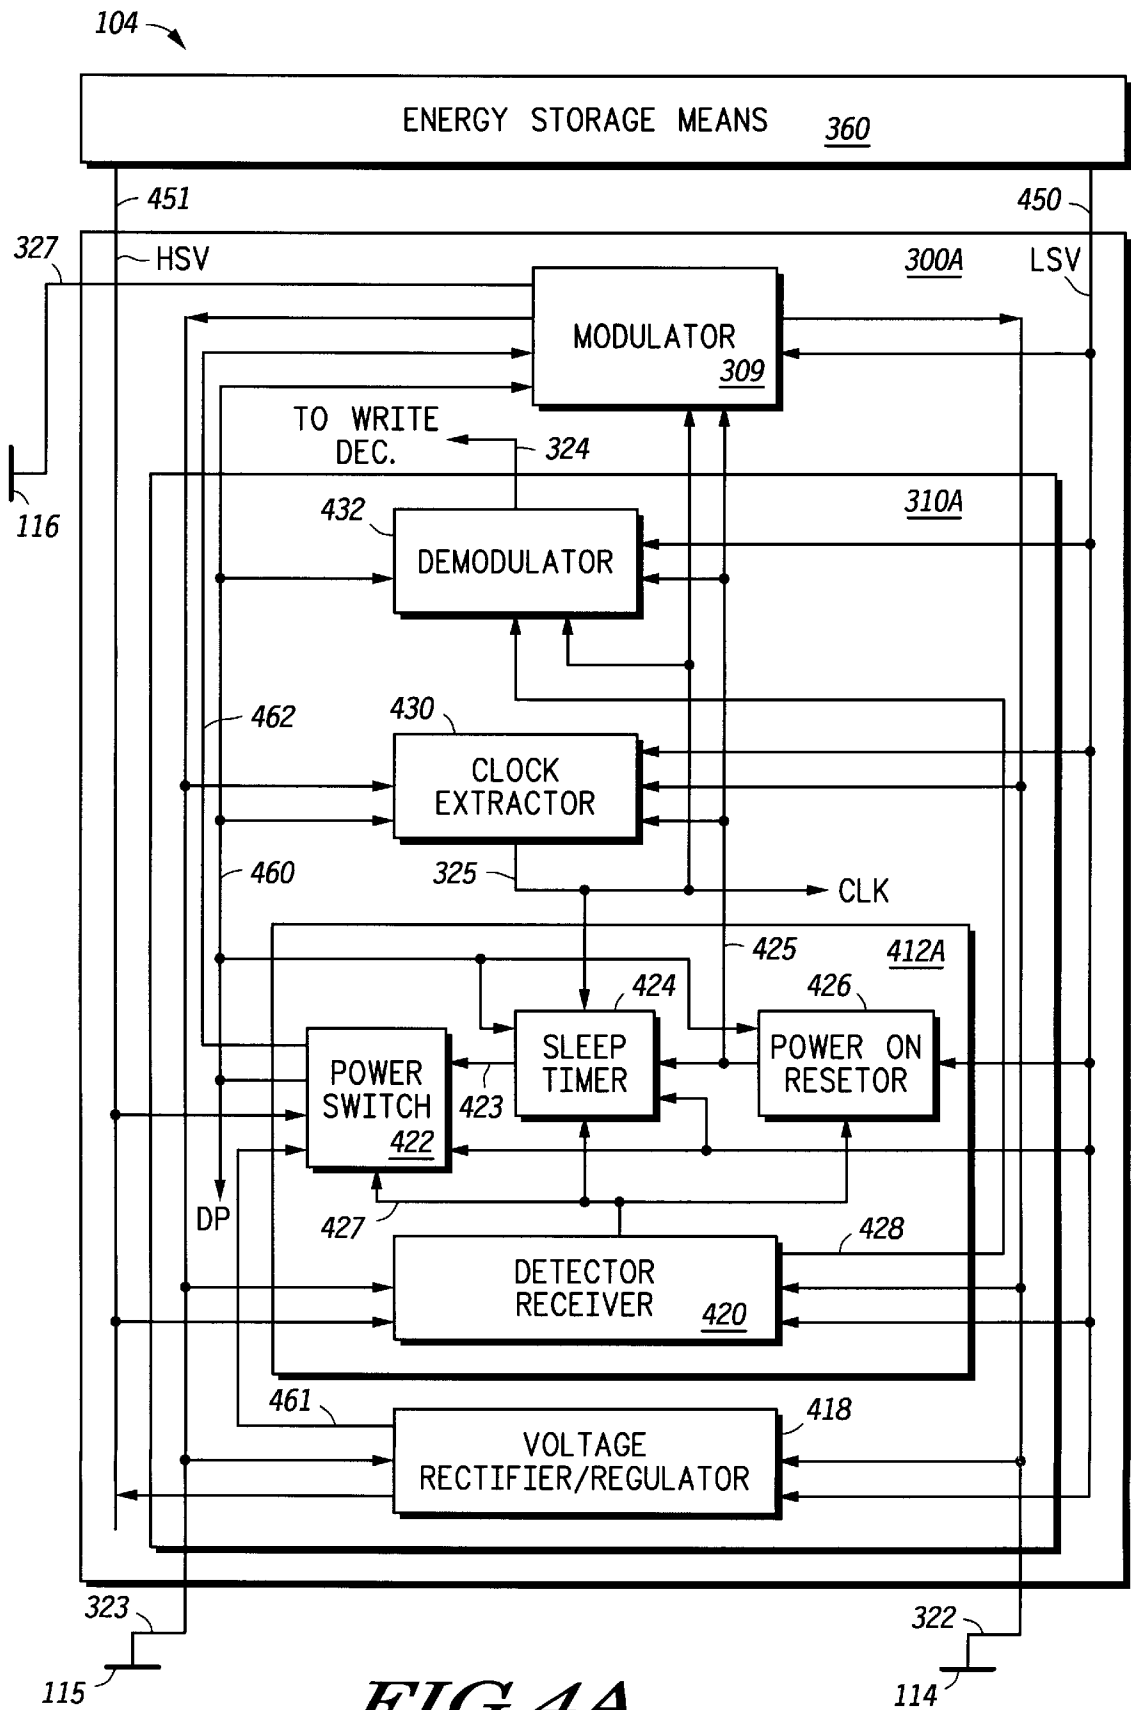 104
ENERGY STORAGE MEANS 360
451
450
327
HSV
300A
LSV
MODULATOR
309
TO WRITE
DEC.
324
116
432
310A
DEMODULATOR
462
430
CLOCK
EXTRACTOR
460
325
CLK
425
412A
424
426
SLEEP
TIMER
POWER ON
RESETOR
POWER
SWITCH
422
423
DP
427
428
DETECTOR
RECEIVER
420
461
418
VOLTAGE
RECTIFIER/REGULATOR
323
322
115
114
FIG. 4A